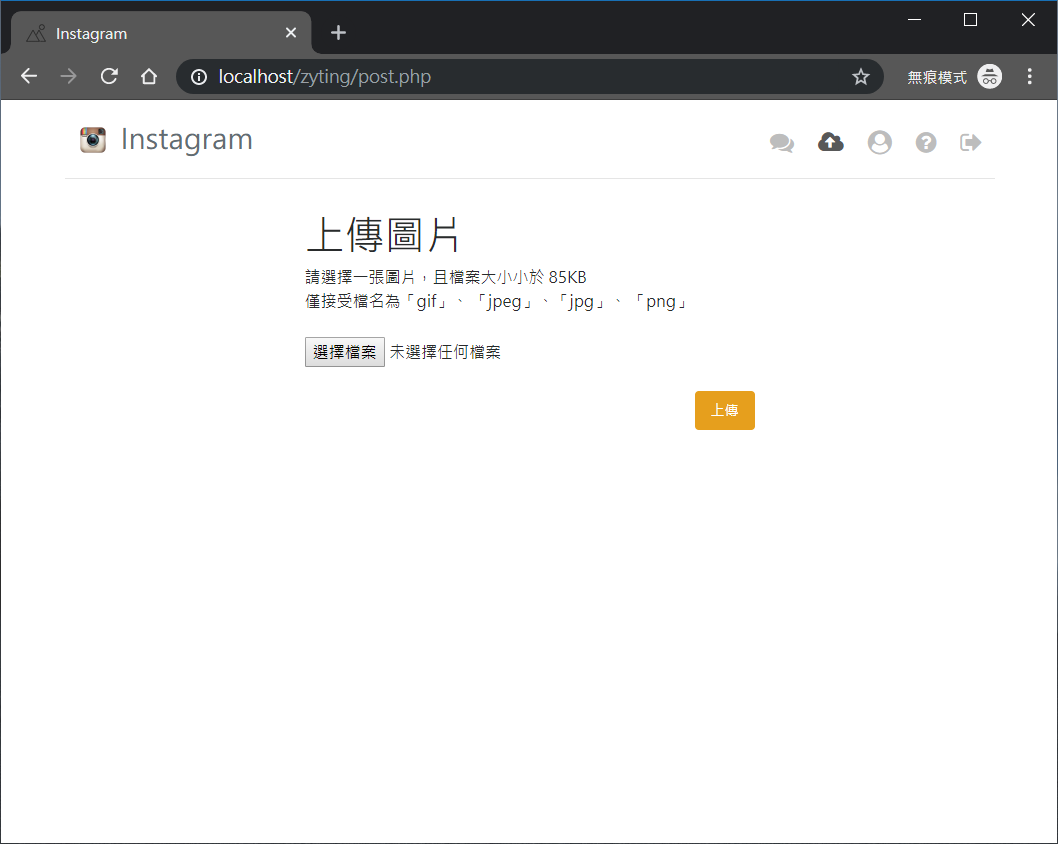 Instagram
localhost/zyting/post.php
無痕模式
Instagram
上傳圖片
請選擇一張圖片，且檔案大小小於 85KB
僅接受檔名為「gif」、「jpeg」、「jpg」、「png」
選擇檔案 未選擇任何檔案
上傳